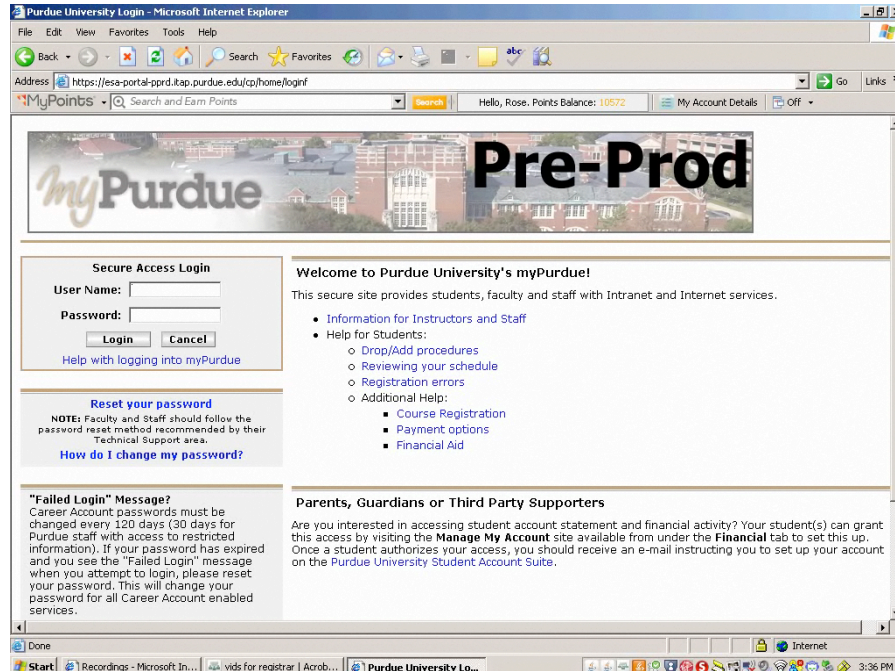 Purdue University Login - Microsoft Internet Explorer
File Edit View Favorites Tools Help
Back Search Favorites
Address https://esa-portal-pprd.itap.purdue.edu/cp/home/loginf Go Links
MyPoints Search and Earn Points Search Hello, Rose. Points Balance: 10572 My Account Details Off
myPurdue
Pre-Prod
Secure Access Login
User Name:
Password:
Login Cancel
Help with logging into myPurdue
Reset your password
NOTE: Faculty and Staff should follow the
password reset method recommended by their
Technical Support area.
How do I change my password?
"Failed Login" Message?
Career Account passwords must be
changed every 120 days (30 days for
Purdue staff with access to restricted
information). If your password has expired
and you see the "Failed Login" message
when you attempt to login, please reset
your password. This will change your
password for all Career Account enabled
services.
Welcome to Purdue University's myPurdue!
This secure site provides students, faculty and staff with Intranet and Internet services.
Information for Instructors and Staff
Help for Students:
Drop/Add procedures
Reviewing your schedule
Registration errors
Additional Help:
Course Registration
Payment options
Financial Aid
Parents, Guardians or Third Party Supporters
Are you interested in accessing student account statement and financial activity? Your student(s) can grant
this access by visiting the Manage My Account site available from under the Financial tab to set this up.
Once a student authorizes your access, you should receive an e-mail instructing you to set up your account
on the Purdue University Student Account Suite.
Done Internet
Start Recordings - Microsoft In... vids for registrar | Acrob... Purdue University Lo... 3:36 PM